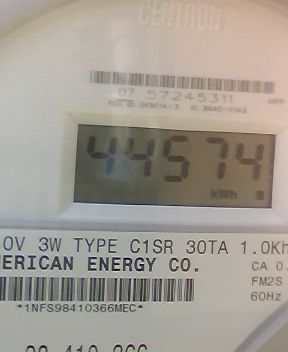 CENTRON®
07 57245311
44574
kWh
0V 3W TYPE C1SR 30TA 1.0Kh
MERICAN ENERGY CO.
CA 0.
FM2S
60Hz
*1NFS98410366MEC*